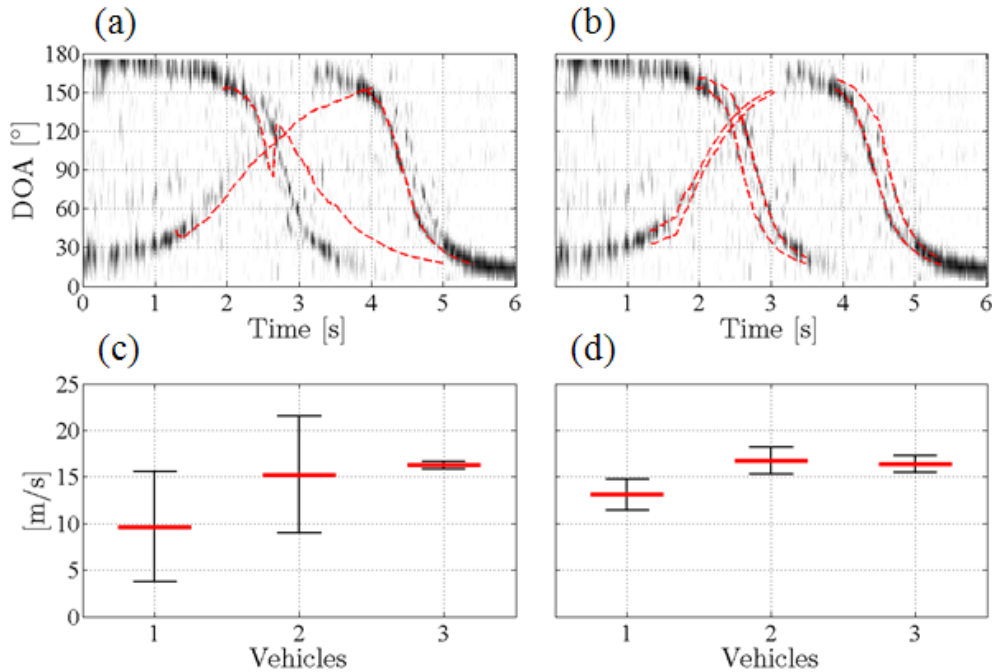 (a) (b)
180
150
120
90
60
30
0
DOA [°]
0 1 2 3 4 5 6
1 2 3 4 5 6
Time [s] Time [s]
(c) (d)
25
20
15
10
5
0
[m/s]
1 2 3
1 2 3
Vehicles Vehicles